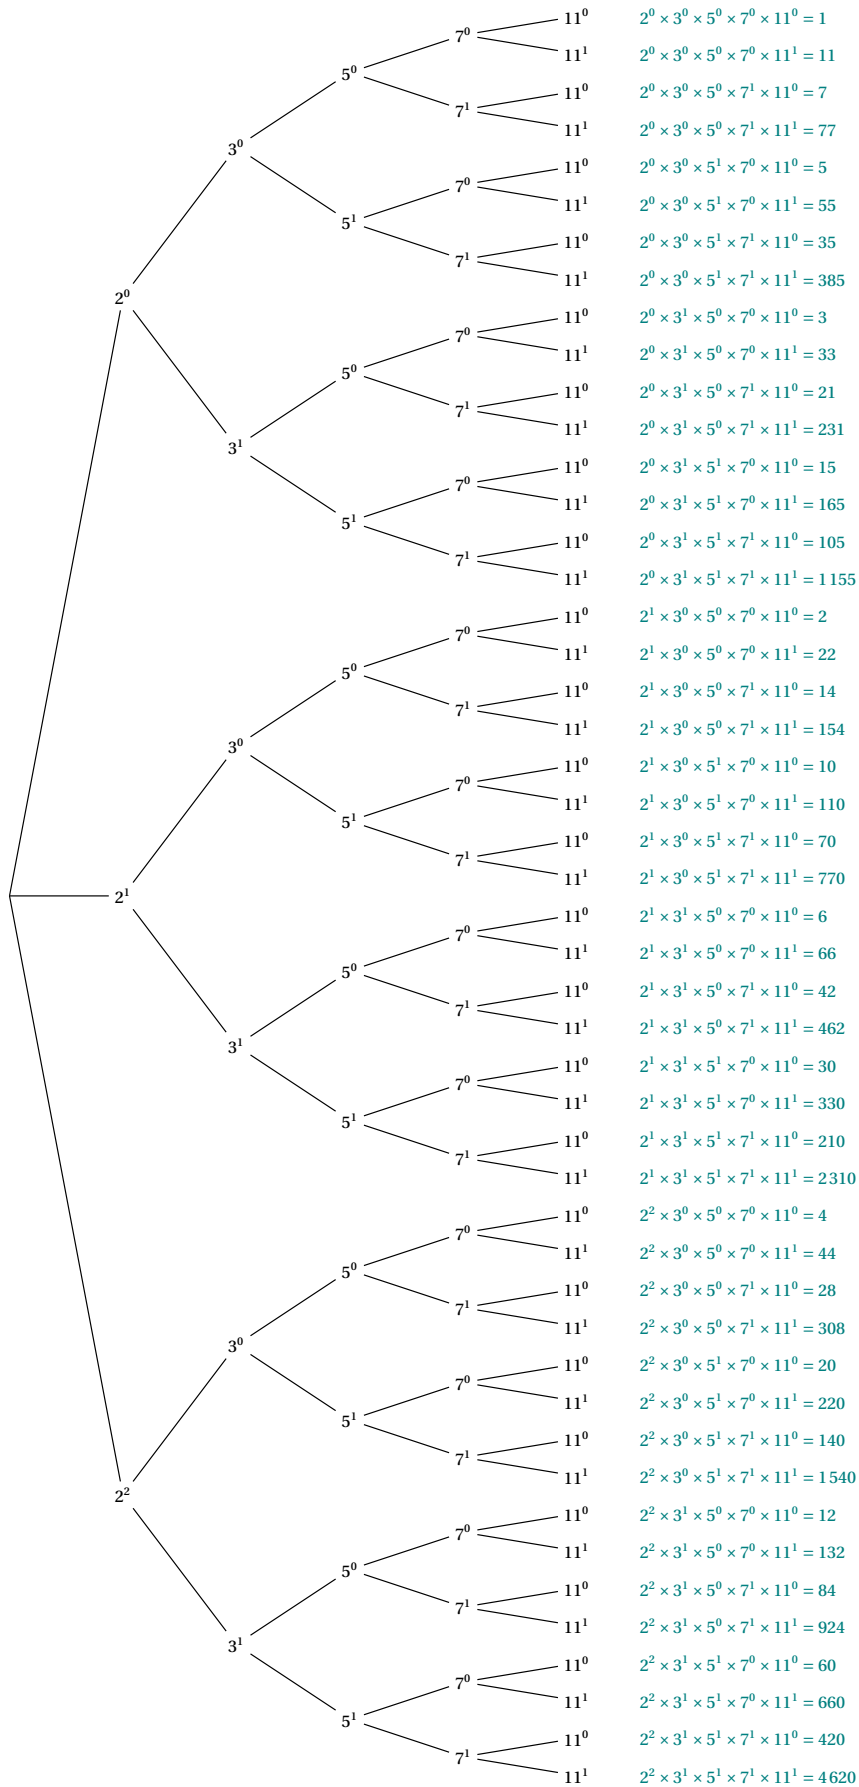 11⁰ 2⁰ × 3⁰ × 5⁰ × 7⁰ × 11⁰ = 1
7⁰
11¹ 2⁰ × 3⁰ × 5⁰ × 7⁰ × 11¹ = 11
5⁰
11⁰ 2⁰ × 3⁰ × 5⁰ × 7¹ × 11⁰ = 7
7¹
11¹ 2⁰ × 3⁰ × 5⁰ × 7¹ × 11¹ = 77
3⁰
11⁰ 2⁰ × 3⁰ × 5¹ × 7⁰ × 11⁰ = 5
7⁰
11¹ 2⁰ × 3⁰ × 5¹ × 7⁰ × 11¹ = 55
5¹
11⁰ 2⁰ × 3⁰ × 5¹ × 7¹ × 11⁰ = 35
7¹
11¹ 2⁰ × 3⁰ × 5¹ × 7¹ × 11¹ = 385
2⁰
11⁰ 2⁰ × 3¹ × 5⁰ × 7⁰ × 11⁰ = 3
7⁰
11¹ 2⁰ × 3¹ × 5⁰ × 7⁰ × 11¹ = 33
5⁰
11⁰ 2⁰ × 3¹ × 5⁰ × 7¹ × 11⁰ = 21
7¹
11¹ 2⁰ × 3¹ × 5⁰ × 7¹ × 11¹ = 231
3¹
11⁰ 2⁰ × 3¹ × 5¹ × 7⁰ × 11⁰ = 15
7⁰
11¹ 2⁰ × 3¹ × 5¹ × 7⁰ × 11¹ = 165
5¹
11⁰ 2⁰ × 3¹ × 5¹ × 7¹ × 11⁰ = 105
7¹
11¹ 2⁰ × 3¹ × 5¹ × 7¹ × 11¹ = 1 155
11⁰ 2¹ × 3⁰ × 5⁰ × 7⁰ × 11⁰ = 2
7⁰
11¹ 2¹ × 3⁰ × 5⁰ × 7⁰ × 11¹ = 22
5⁰
11⁰ 2¹ × 3⁰ × 5⁰ × 7¹ × 11⁰ = 14
7¹
11¹ 2¹ × 3⁰ × 5⁰ × 7¹ × 11¹ = 154
3⁰
11⁰ 2¹ × 3⁰ × 5¹ × 7⁰ × 11⁰ = 10
7⁰
11¹ 2¹ × 3⁰ × 5¹ × 7⁰ × 11¹ = 110
5¹
11⁰ 2¹ × 3⁰ × 5¹ × 7¹ × 11⁰ = 70
7¹
11¹ 2¹ × 3⁰ × 5¹ × 7¹ × 11¹ = 770
2¹
11⁰ 2¹ × 3¹ × 5⁰ × 7⁰ × 11⁰ = 6
7⁰
11¹ 2¹ × 3¹ × 5⁰ × 7⁰ × 11¹ = 66
5⁰
11⁰ 2¹ × 3¹ × 5⁰ × 7¹ × 11⁰ = 42
7¹
11¹ 2¹ × 3¹ × 5⁰ × 7¹ × 11¹ = 462
3¹
11⁰ 2¹ × 3¹ × 5¹ × 7⁰ × 11⁰ = 30
7⁰
11¹ 2¹ × 3¹ × 5¹ × 7⁰ × 11¹ = 330
5¹
11⁰ 2¹ × 3¹ × 5¹ × 7¹ × 11⁰ = 210
7¹
11¹ 2¹ × 3¹ × 5¹ × 7¹ × 11¹ = 2 310
11⁰ 2² × 3⁰ × 5⁰ × 7⁰ × 11⁰ = 4
7⁰
11¹ 2² × 3⁰ × 5⁰ × 7⁰ × 11¹ = 44
5⁰
11⁰ 2² × 3⁰ × 5⁰ × 7¹ × 11⁰ = 28
7¹
11¹ 2² × 3⁰ × 5⁰ × 7¹ × 11¹ = 308
3⁰
11⁰ 2² × 3⁰ × 5¹ × 7⁰ × 11⁰ = 20
7⁰
11¹ 2² × 3⁰ × 5¹ × 7⁰ × 11¹ = 220
5¹
11⁰ 2² × 3⁰ × 5¹ × 7¹ × 11⁰ = 140
7¹
11¹ 2² × 3⁰ × 5¹ × 7¹ × 11¹ = 1 540
2²
11⁰ 2² × 3¹ × 5⁰ × 7⁰ × 11⁰ = 12
7⁰
11¹ 2² × 3¹ × 5⁰ × 7⁰ × 11¹ = 132
5⁰
11⁰ 2² × 3¹ × 5⁰ × 7¹ × 11⁰ = 84
7¹
11¹ 2² × 3¹ × 5⁰ × 7¹ × 11¹ = 924
3¹
11⁰ 2² × 3¹ × 5¹ × 7⁰ × 11⁰ = 60
7⁰
11¹ 2² × 3¹ × 5¹ × 7⁰ × 11¹ = 660
5¹
11⁰ 2² × 3¹ × 5¹ × 7¹ × 11⁰ = 420
7¹
11¹ 2² × 3¹ × 5¹ × 7¹ × 11¹ = 4 620